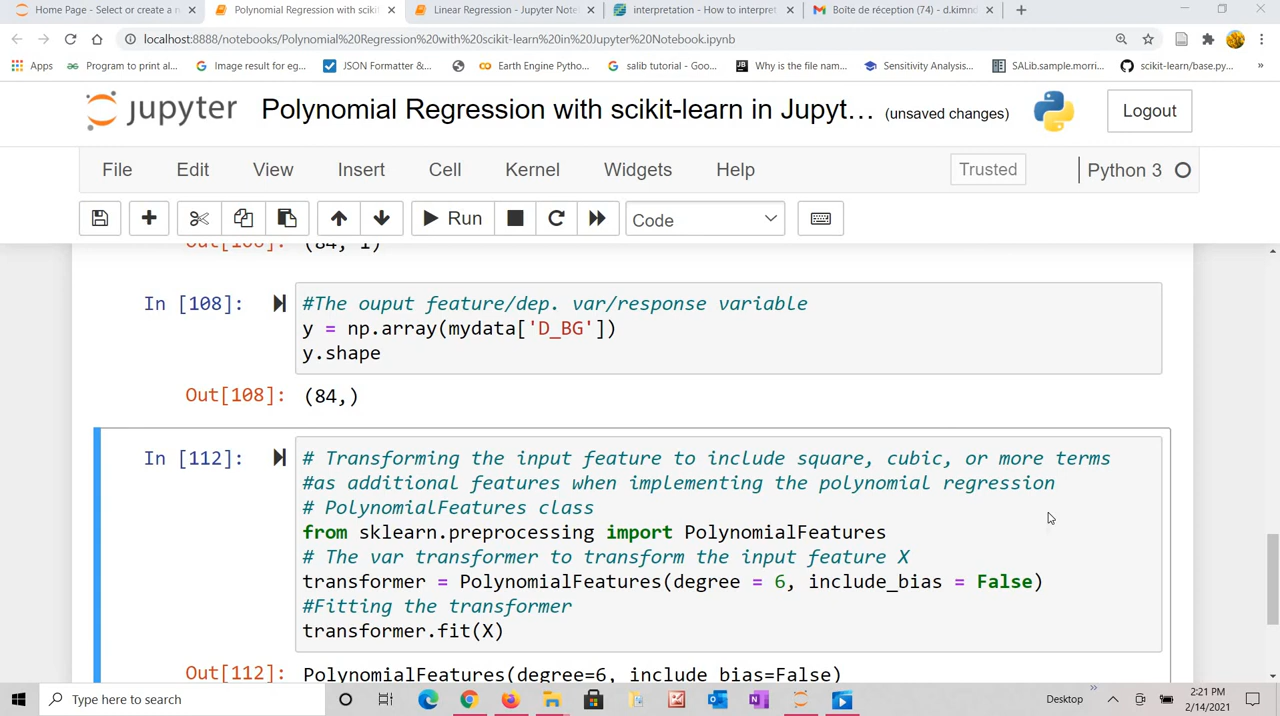 Home Page - Select or create a n
Polynomial Regression with scikit
Linear Regression - Jupyter Note
interpretation - How to interpret
Boîte de réception (74) - d.kimno
localhost:8888/notebooks/Polynomial%20Regression%20with%20scikit-learn%20in%20Jupyter%20Notebook.ipynb
Apps
Program to print al...
Image result for eg...
JSON Formatter &...
Earth Engine Pytho...
salib tutorial - Goo...
Why is the file nam...
Sensitivity Analysis...
SALib.sample.morri...
scikit-learn/base.py...
»
jupyter
Polynomial Regression with scikit-learn in Jupyt... (unsaved changes)
Logout
File Edit View Insert Cell Kernel Widgets Help
Trusted
Python 3
Run
Code
Out[106]: (84, 1)
In [108]:
#The ouput feature/dep. var/response variable
y = np.array(mydata['D_BG'])
y.shape
Out[108]: (84,)
In [112]:
# Transforming the input feature to include square, cubic, or more terms
#as additional features when implementing the polynomial regression
# PolynomialFeatures class
from sklearn.preprocessing import PolynomialFeatures
# The var transformer to transform the input feature X
transformer = PolynomialFeatures(degree = 6, include_bias = False)
#Fitting the transformer
transformer.fit(X)
Out[112]: PolynomialFeatures(degree=6, include_bias=False)
Type here to search
Desktop
»
2:21 PM
2/14/2021